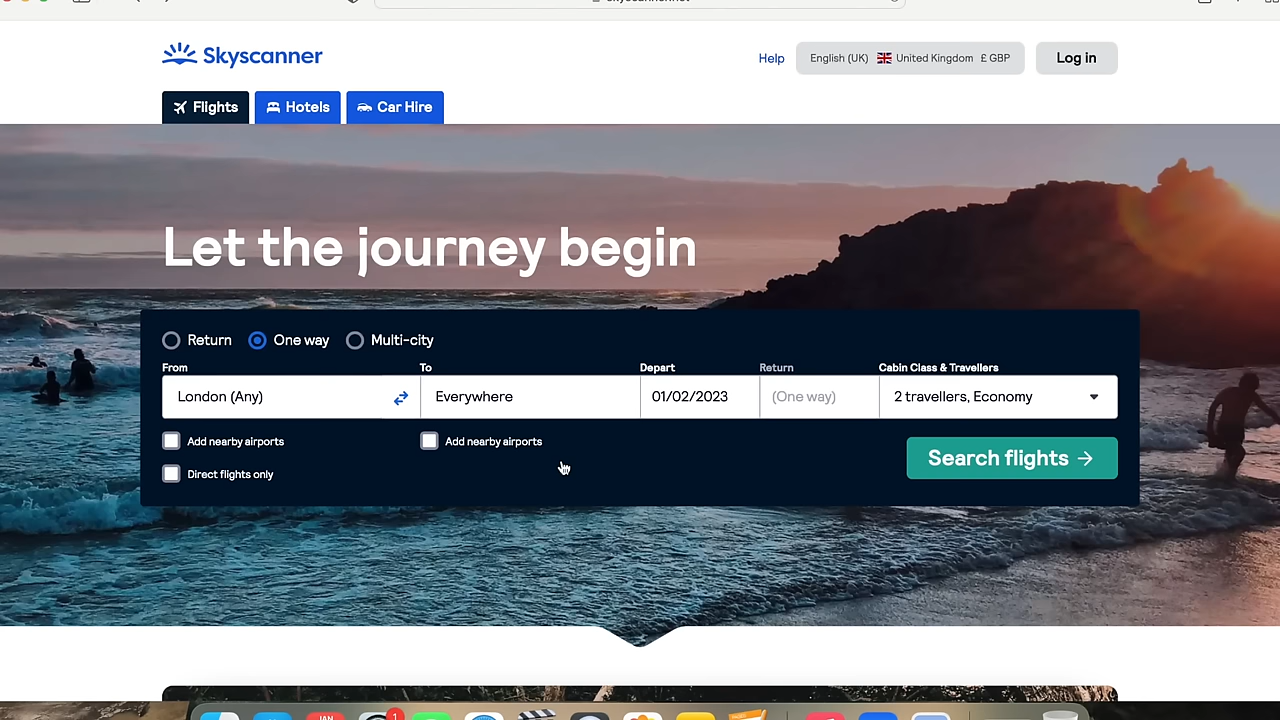 Skyscanner
Help
English (UK) United Kingdom £ GBP
Log in
Flights
Hotels
Car Hire
Let the journey begin
Return
One way
Multi-city
From
To
Depart
Return
Cabin Class & Travellers
London (Any)
Everywhere
01/02/2023
(One way)
2 travellers, Economy
Add nearby airports
Add nearby airports
Direct flights only
Search flights
JAN
1